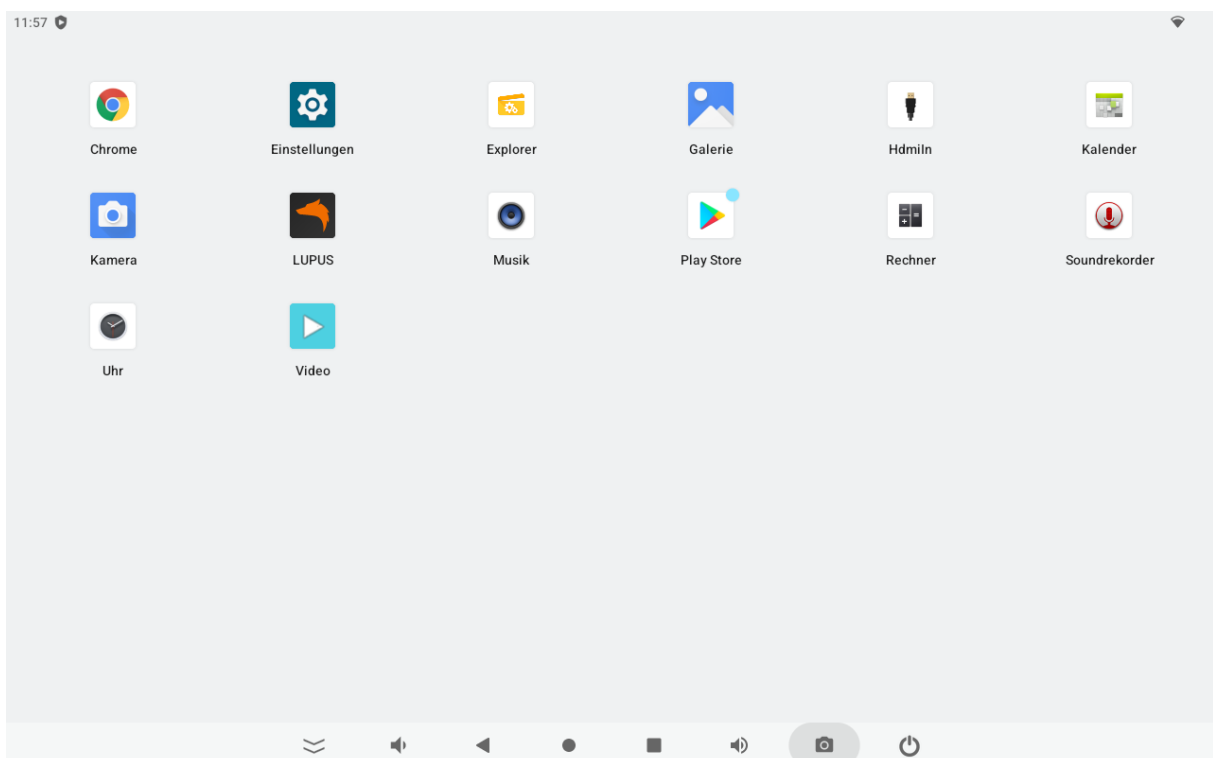 11:57
Chrome Einstellungen Explorer Galerie HdmiIn Kalender
Kamera LUPUS Musik Play Store Rechner Soundrekorder
Uhr Video